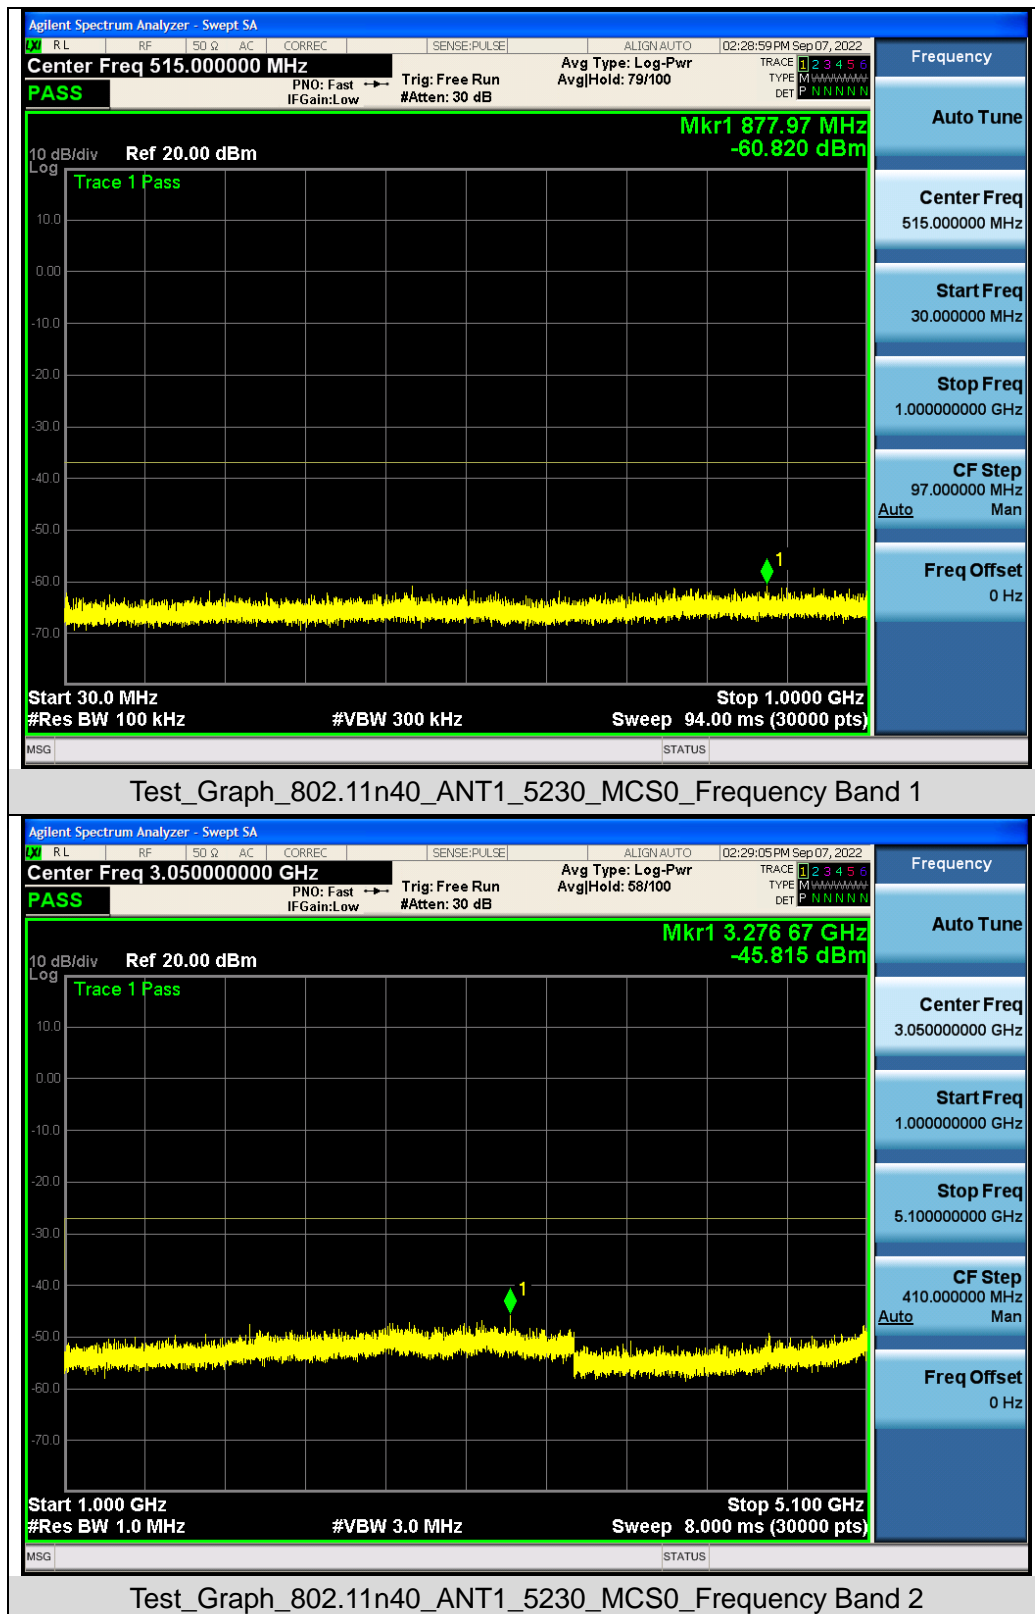 Agilent Spectrum Analyzer - Swept SA
LXI RL RF 50 Ω AC CORREC SENSE:PULSE ALIGN AUTO 02:28:59 PM Sep 07, 2022
Center Freq 515.000000 MHz
PASS
PNO: Fast
IFGain:Low
Trig: Free Run
#Atten: 30 dB
Avg Type: Log-Pwr
Avg|Hold: 79/100
TRACE 1 2 3 4 5 6
TYPE M WWWWW
DET P N N N N N
Mkr1 877.97 MHz
-60.820 dBm
10 dB/div Ref 20.00 dBm
Log
Trace 1 Pass
10.0
0.00
-10.0
-20.0
-30.0
-40.0
-50.0
-60.0
-70.0
1
Start 30.0 MHz Stop 1.0000 GHz
#Res BW 100 kHz #VBW 300 kHz Sweep 94.00 ms (30000 pts)
MSG STATUS
Frequency
Auto Tune
Center Freq
515.000000 MHz
Start Freq
30.000000 MHz
Stop Freq
1.000000000 GHz
CF Step
97.000000 MHz
Auto Man
Freq Offset
0 Hz
Test_Graph_802.11n40_ANT1_5230_MCS0_Frequency Band 1
Agilent Spectrum Analyzer - Swept SA
LXI RL RF 50 Ω AC CORREC SENSE:PULSE ALIGN AUTO 02:29:05 PM Sep 07, 2022
Center Freq 3.050000000 GHz
PASS
PNO: Fast
IFGain:Low
Trig: Free Run
#Atten: 30 dB
Avg Type: Log-Pwr
Avg|Hold: 58/100
TRACE 1 2 3 4 5 6
TYPE M WWWWW
DET P N N N N N
Mkr1 3.276 67 GHz
-45.815 dBm
10 dB/div Ref 20.00 dBm
Log
Trace 1 Pass
10.0
0.00
-10.0
-20.0
-30.0
-40.0
-50.0
-60.0
-70.0
1
Start 1.000 GHz Stop 5.100 GHz
#Res BW 1.0 MHz #VBW 3.0 MHz Sweep 8.000 ms (30000 pts)
MSG STATUS
Frequency
Auto Tune
Center Freq
3.050000000 GHz
Start Freq
1.000000000 GHz
Stop Freq
5.100000000 GHz
CF Step
410.000000 MHz
Auto Man
Freq Offset
0 Hz
Test_Graph_802.11n40_ANT1_5230_MCS0_Frequency Band 2